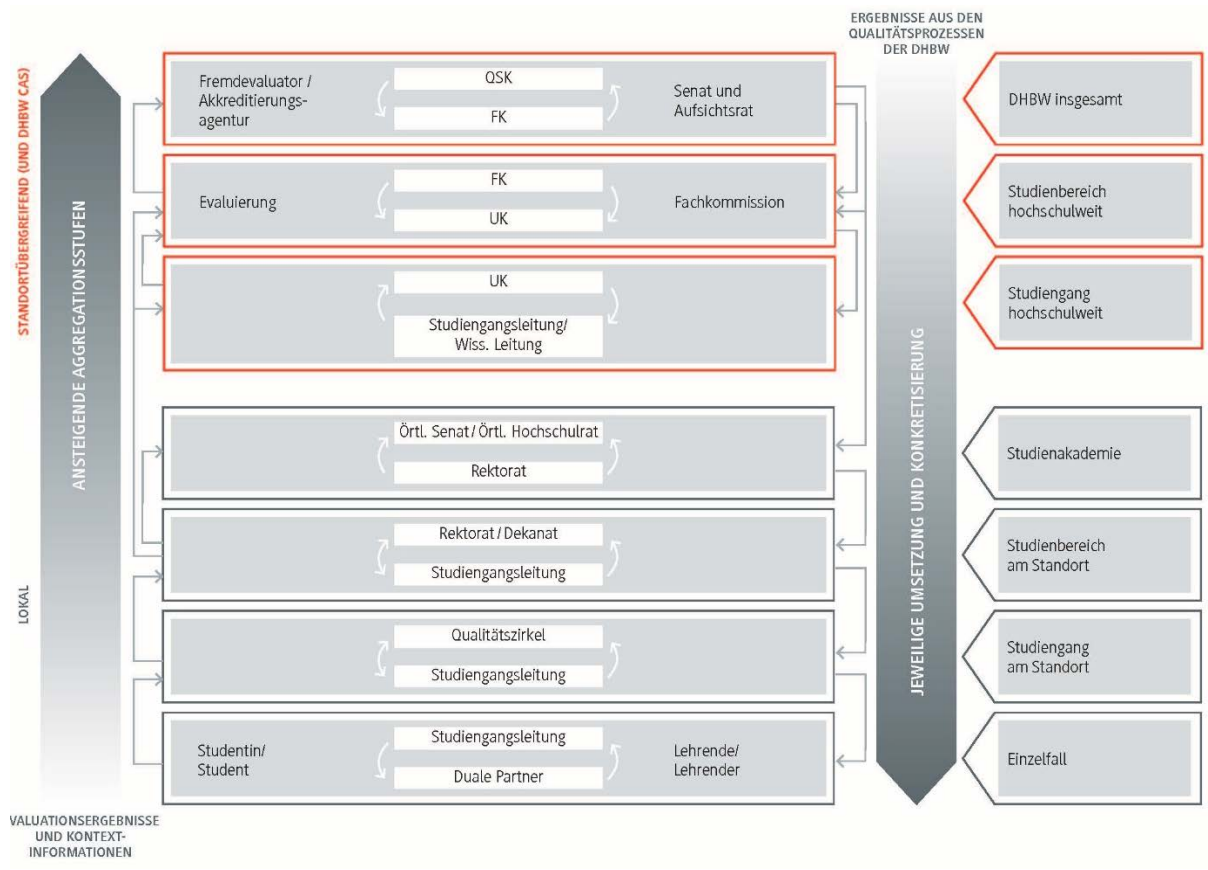 ERGEBNISSE AUS DEN
QUALITÄTSPROZESSEN
DER DHBW
STANDORTÜBERGREIFEND (UND DHBW CAS)
LOKAL
ANSTEIGENDE AGGREGATIONSSTUFEN
Fremdevaluator /
Akkreditierungs-
agentur
QSK
FK
Senat und
Aufsichtsrat
DHBW insgesamt
Evaluierung
FK
UK
Fachkommission
Studienbereich
hochschulweit
UK
Studiengangsleitung/
Wiss. Leitung
Studiengang
hochschulweit
Örtl. Senat/Örtl. Hochschulrat
Rektorat
Studienakademie
Rektorat/Dekanat
Studiengangsleitung
Studienbereich
am Standort
Qualitätszirkel
Studiengangsleitung
Studiengang
am Standort
Studentin/
Student
Studiengangsleitung
Duale Partner
Lehrende/
Lehrender
Einzelfall
JEWEILIGE UMSETZUNG UND KONKRETISIERUNG
VALUATIONSERGEBNISSE
UND KONTEXT-
INFORMATIONEN